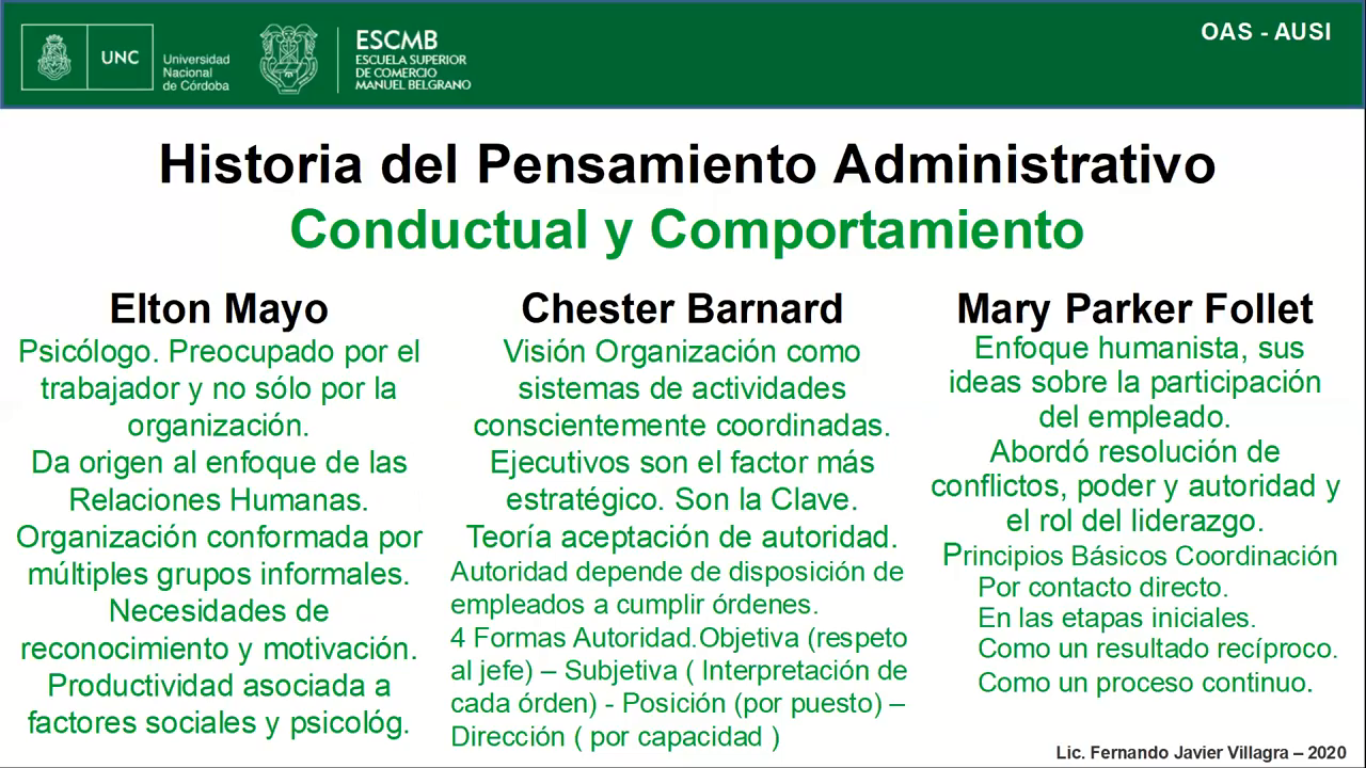 UNC
Universidad
Nacional
de Córdoba
ESCMB
ESCUELA SUPERIOR
DE COMERCIO
MANUEL BELGRANO
OAS - AUSI
Historia del Pensamiento Administrativo
Conductual y Comportamiento
Elton Mayo
Psicólogo. Preocupado por el
trabajador y no sólo por la
organización.
Da origen al enfoque de las
Relaciones Humanas.
Organización conformada por
múltiples grupos informales.
Necesidades de
reconocimiento y motivación.
Productividad asociada a
factores sociales y psicológ.
Chester Barnard
Visión Organización como
sistemas de actividades
conscientemente coordinadas.
Ejecutivos son el factor más
estratégico. Son la Clave.
Teoría aceptación de autoridad.
Autoridad depende de disposición de
empleados a cumplir órdenes.
4 Formas Autoridad.Objetiva (respeto
al jefe) – Subjetiva ( Interpretación de
cada órden) - Posición (por puesto) –
Dirección ( por capacidad )
Mary Parker Follet
Enfoque humanista, sus
ideas sobre la participación
del empleado.
Abordó resolución de
conflictos, poder y autoridad y
el rol del liderazgo.
Principios Básicos Coordinación
Por contacto directo.
En las etapas iniciales.
Como un resultado recíproco.
Como un proceso continuo.
Lic. Fernando Javier Villagra – 2020